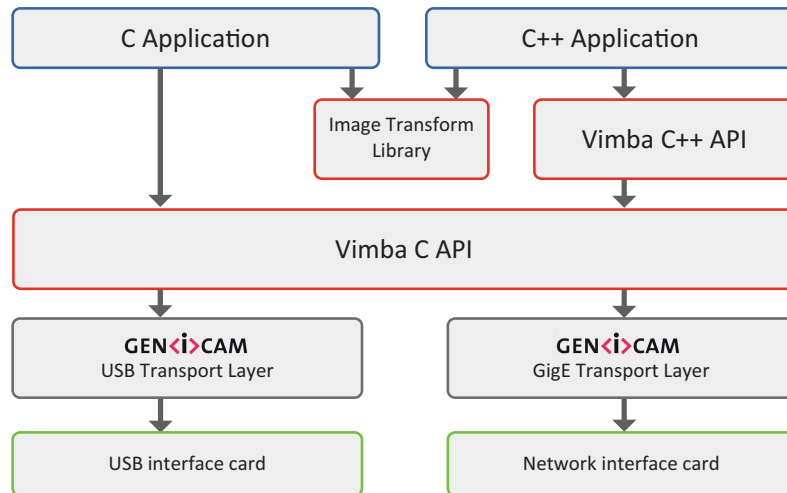 C Application
C++ Application
Image Transform
Library
Vimba C++ API
Vimba C API
GEN<i>CAM
USB Transport Layer
GEN<i>CAM
GigE Transport Layer
USB interface card
Network interface card